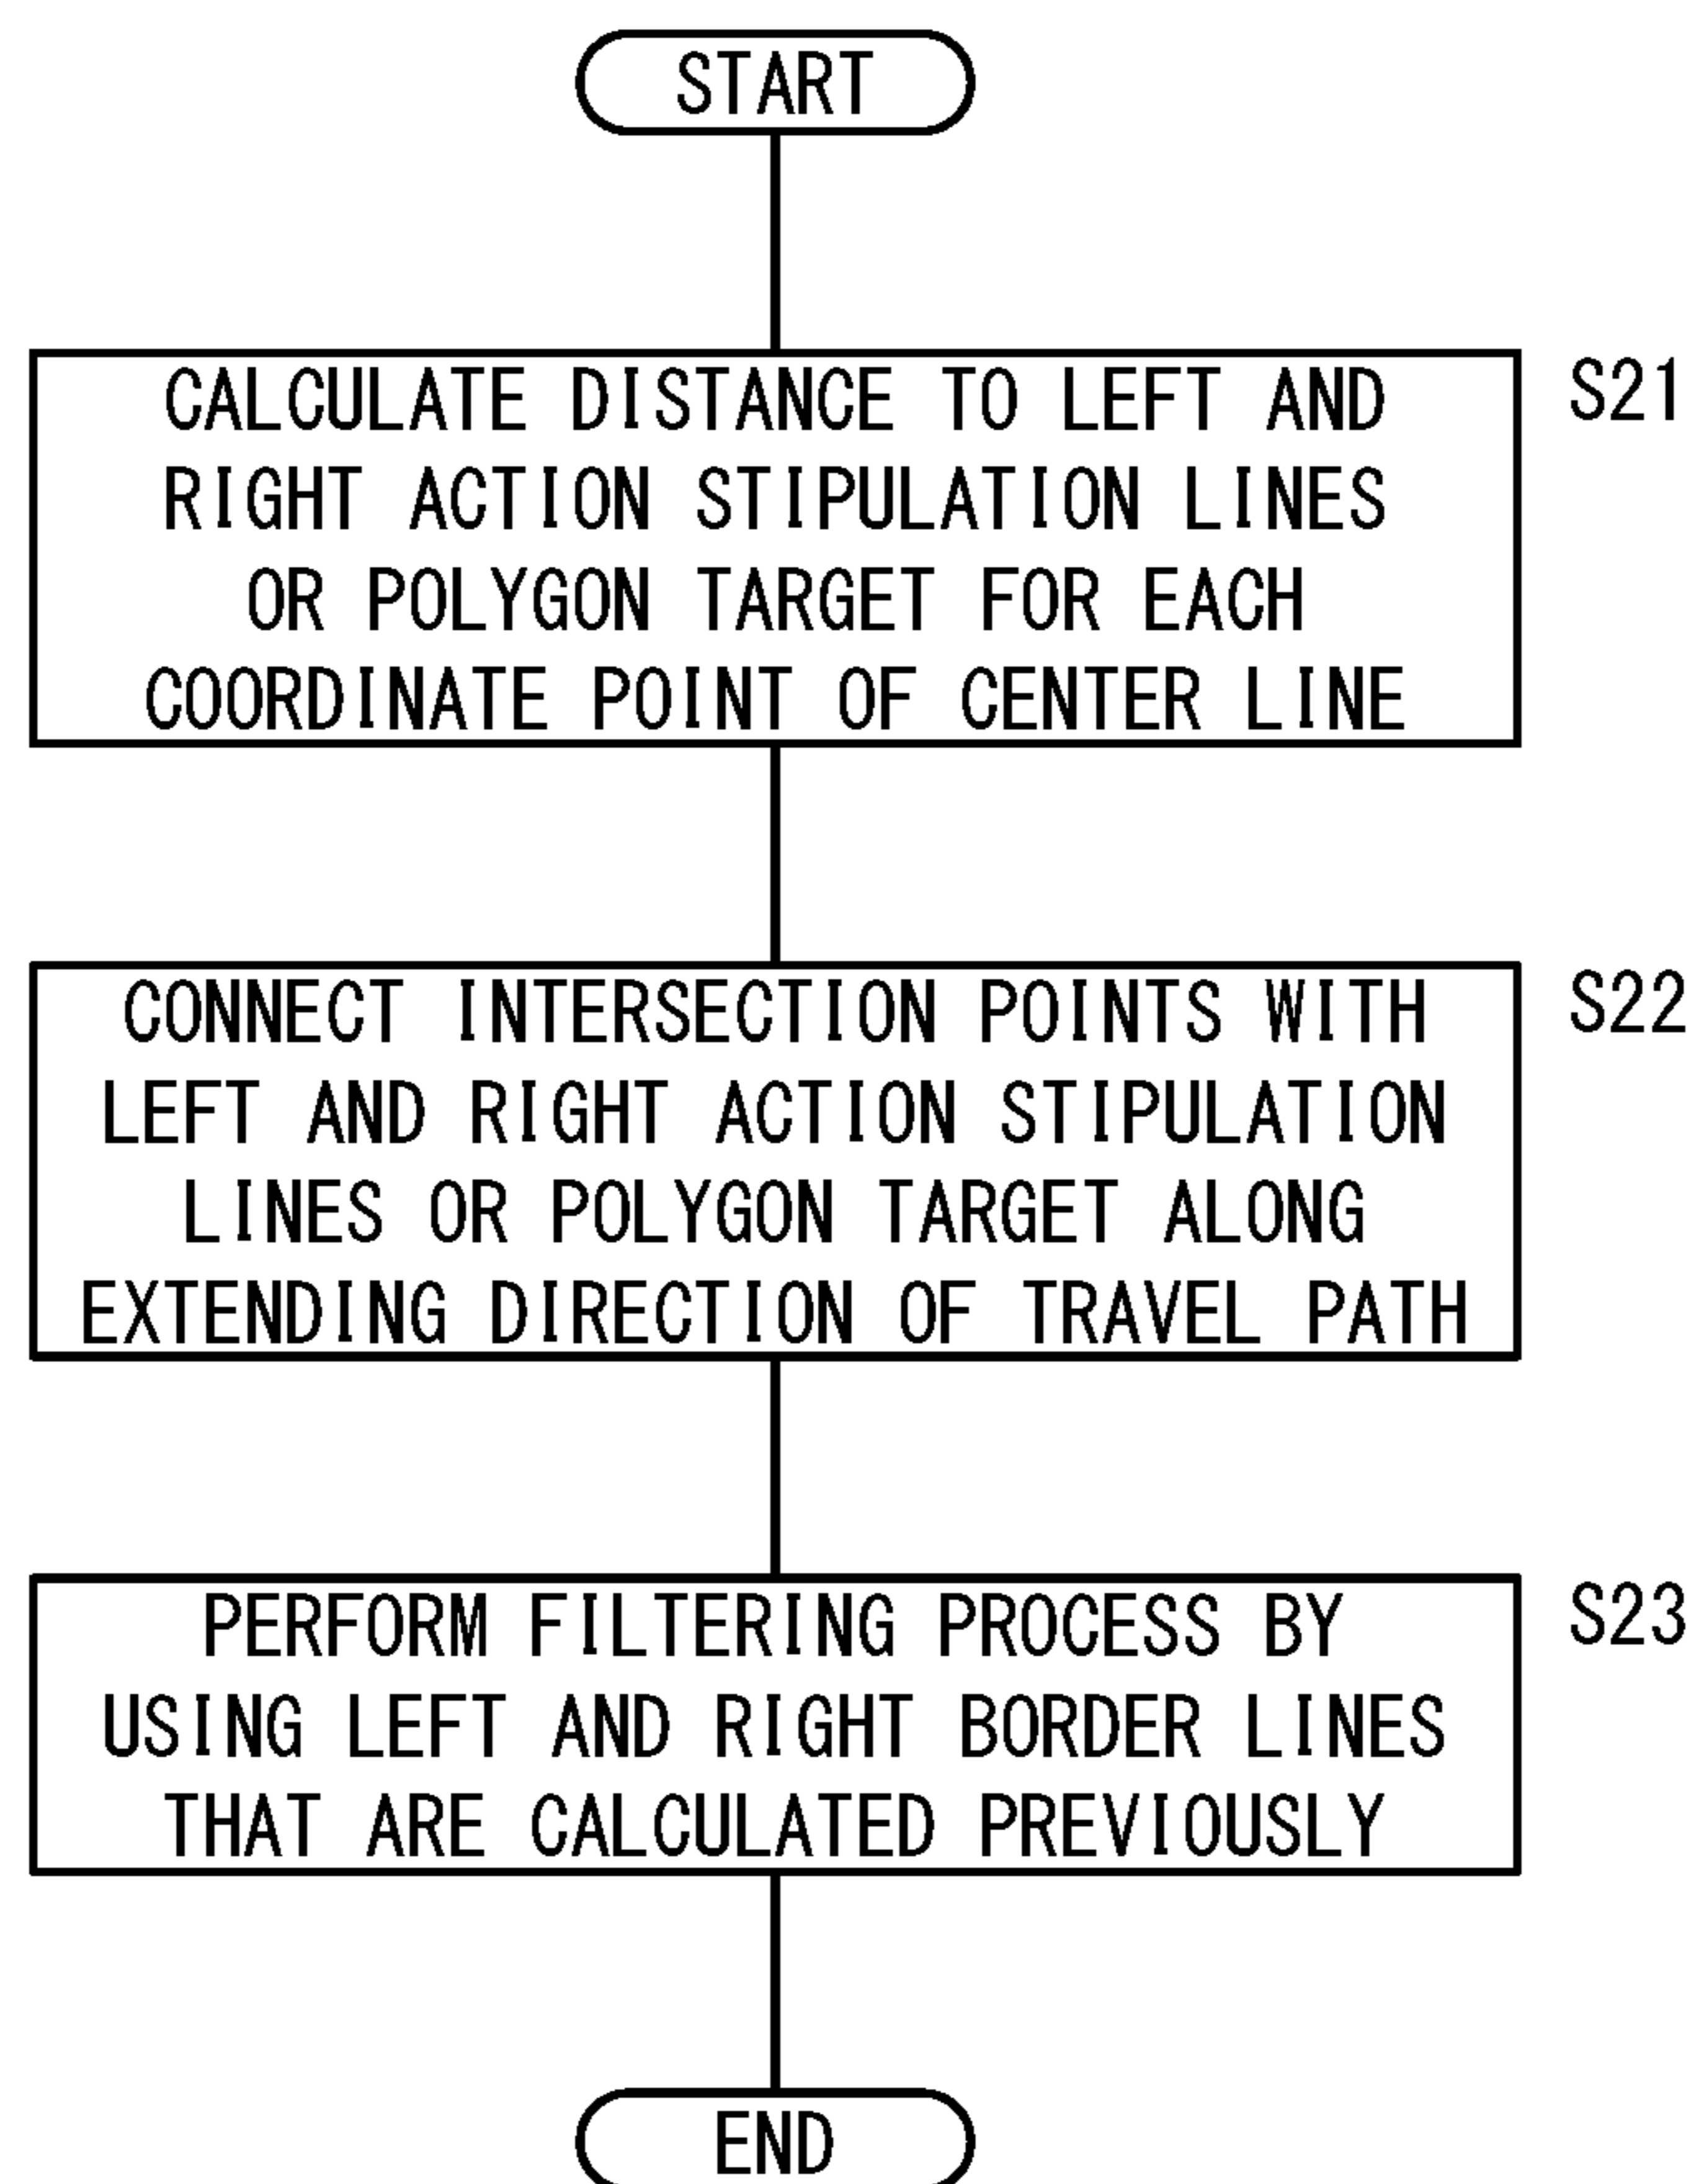 START
CALCULATE DISTANCE TO LEFT AND
RIGHT ACTION STIPULATION LINES
OR POLYGON TARGET FOR EACH
COORDINATE POINT OF CENTER LINE
S21
CONNECT INTERSECTION POINTS WITH
LEFT AND RIGHT ACTION STIPULATION
LINES OR POLYGON TARGET ALONG
EXTENDING DIRECTION OF TRAVEL PATH
S22
PERFORM FILTERING PROCESS BY
USING LEFT AND RIGHT BORDER LINES
THAT ARE CALCULATED PREVIOUSLY
S23
END